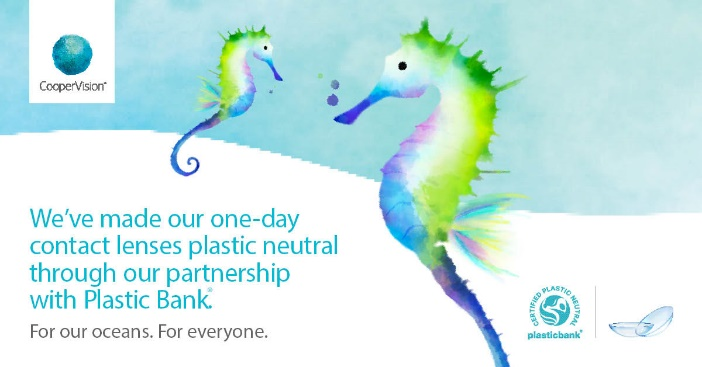 CooperVision®
We've made our one-day
contact lenses plastic neutral
through our partnership
with Plastic Bank®.
For our oceans. For everyone.
CERTIFIED PLASTIC NEUTRAL
plasticbank®